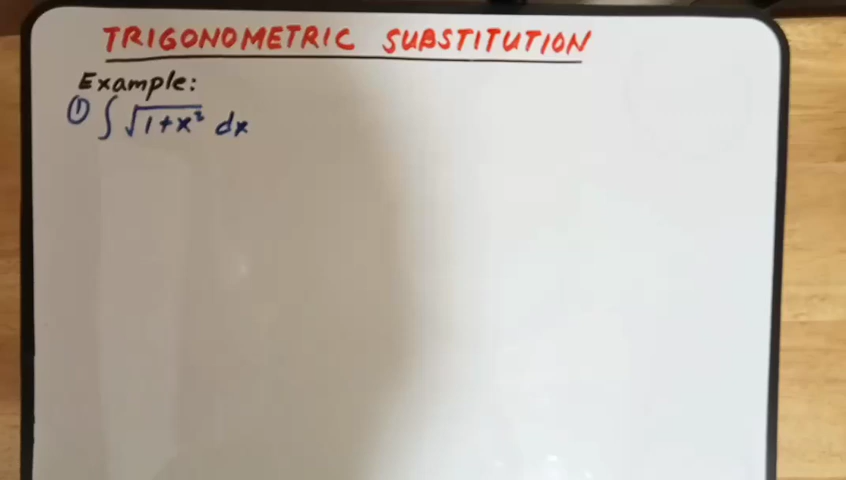 TRIGONOMETRIC SUBSTITUTION
Example:
① ∫ √(1+x²) dx